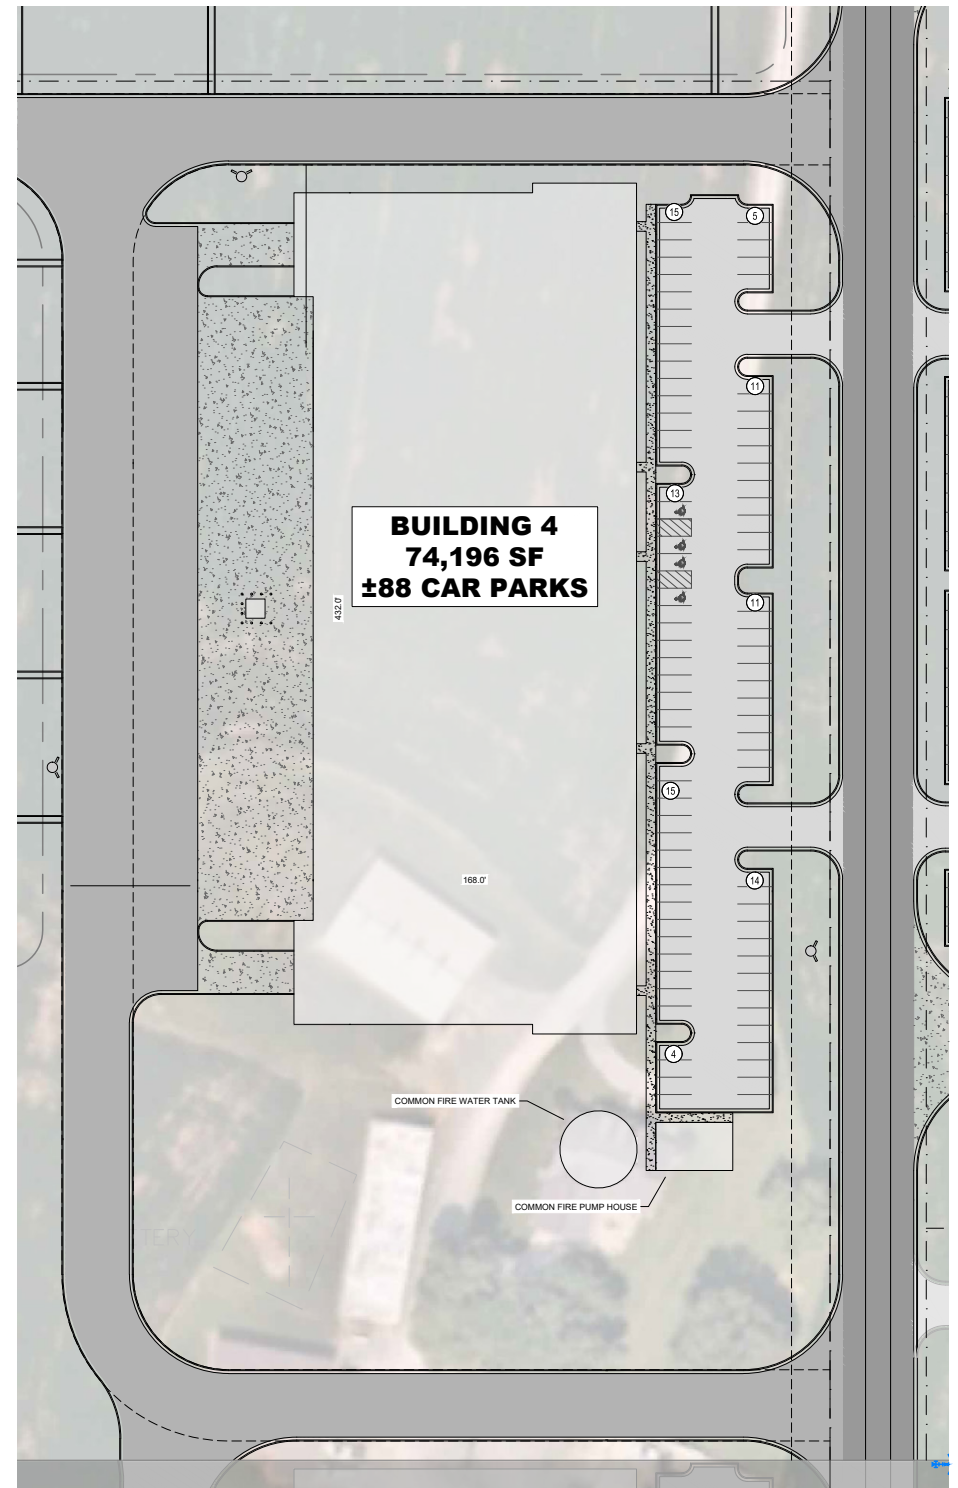 15
5
11
13
BUILDING 4
74,196 SF
±88 CAR PARKS
432.0'
11
15
168.0'
14
4
COMMON FIRE WATER TANK
COMMON FIRE PUMP HOUSE
TERY